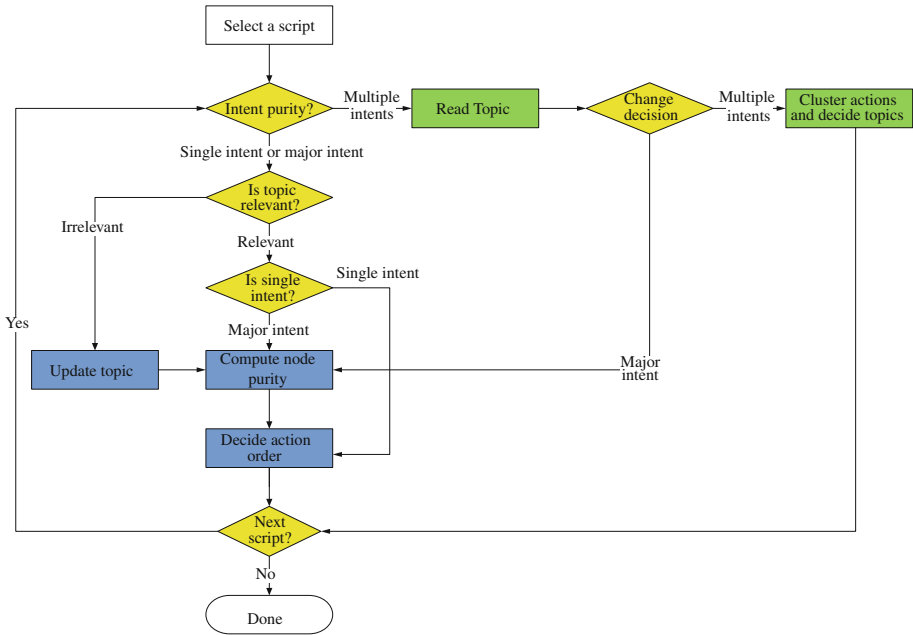 Select a script
Intent purity?
Multiple
intents
Read Topic
Change
decision
Multiple
intents
Cluster actions
and decide topics
Single intent or major intent
Is topic
relevant?
Irrelevant
Relevant
Is single
intent?
Single intent
Yes
Major intent
Update topic
Compute node
purity
Major
intent
Decide action
order
Next
script?
No
Done